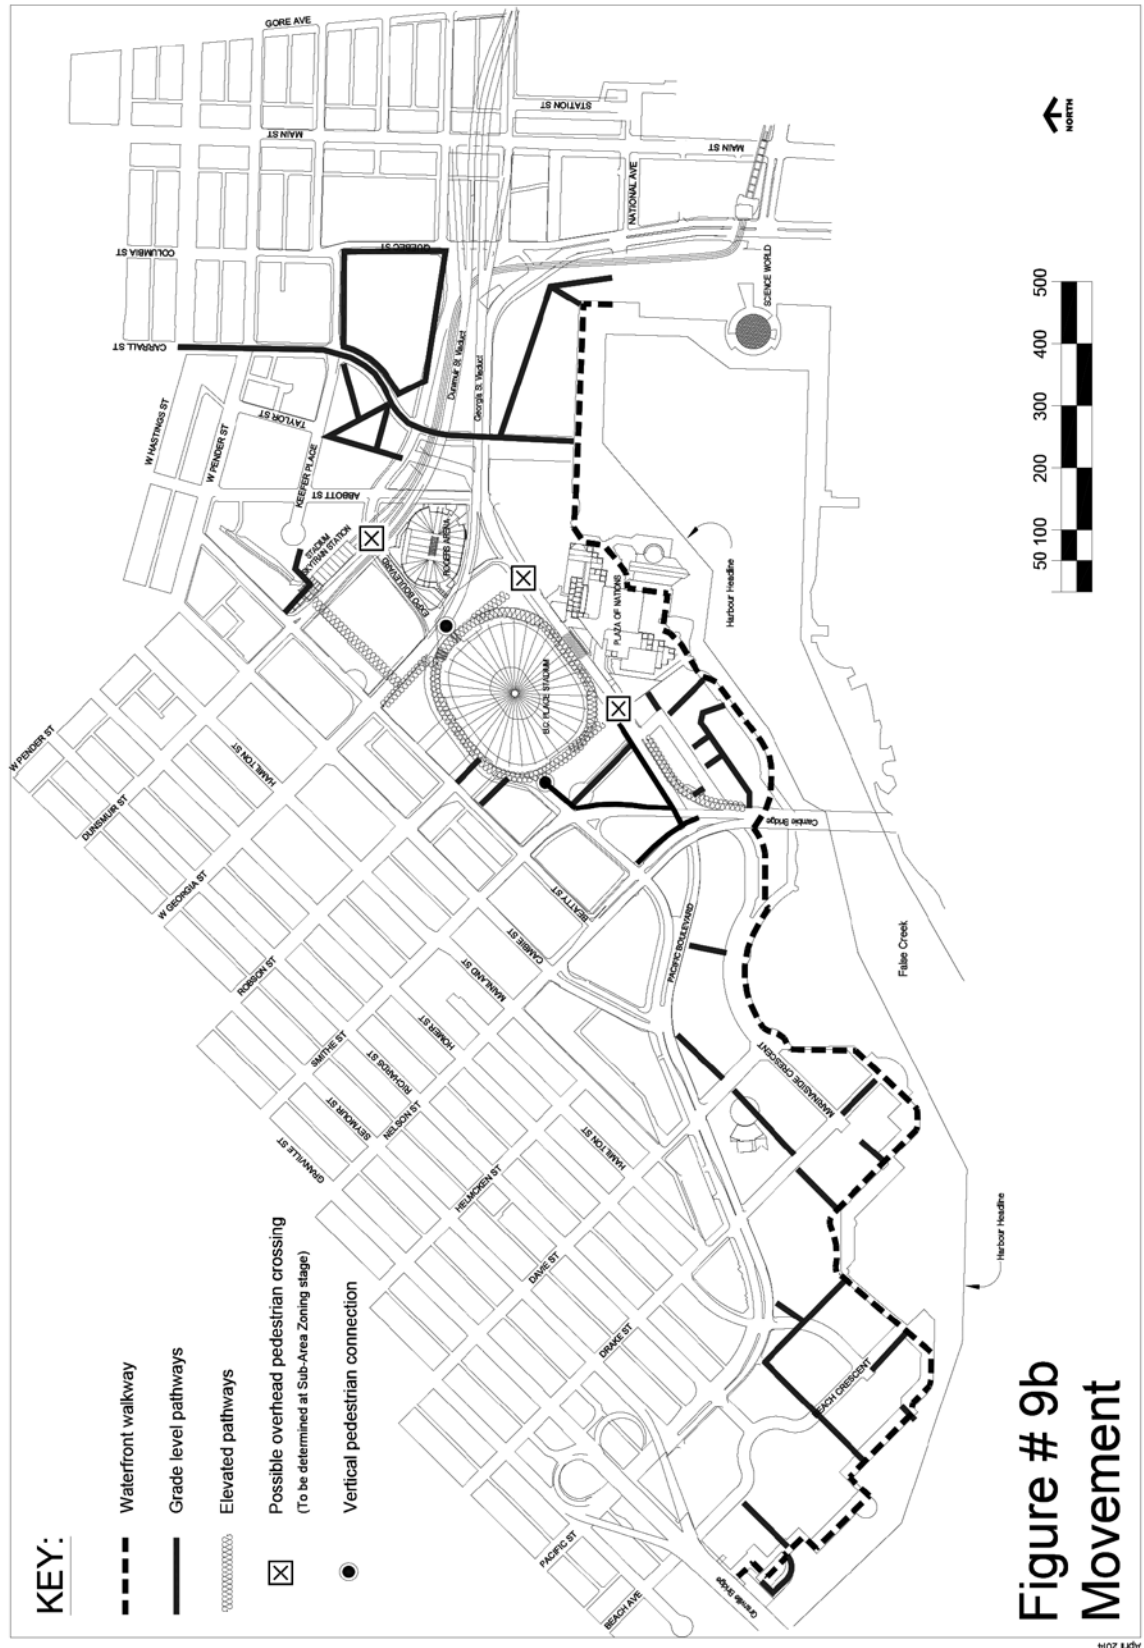 KEY:
Waterfront walkway
Grade level pathways
Elevated pathways
Possible overhead pedestrian crossing
(To be determined at Sub-Area Zoning stage)
Vertical pedestrian connection
GORE AVE
STATION ST
MAIN ST
MAIN ST
NATIONAL AVE
COLUMBIA ST
QUEBEC ST
CARRALL ST
SCIENCE WORLD
Dunsmuir St. Viaduct
Georgia St. Viaduct
W HASTINGS ST
W PENDER ST
TAYLOR ST
KEEFER PLACE
ABBOTT ST
STADIUM
SKYTRAIN STATION
EXPO BOULEVARD
ROGERS ARENA
PLAZA OF NATIONS
B.C. PLACE STADIUM
Harbour Headline
W PENDER ST
HAMILTON ST
DUNSMUIR ST
W GEORGIA ST
BEATTY ST
CAMBIE ST
Cambie Bridge
ROBSON ST
MAINLAND ST
PACIFIC BOULEVARD
False Creek
SMITHE ST
HOMER ST
RICHARDS ST
SEYMOUR ST
NELSON ST
GRANVILLE ST
MARINASIDE CRESCENT
HAMILTON ST
HELMCKEN ST
DAVIE ST
DRAKE ST
BEACH CRESCENT
Harbour Headline
PACIFIC ST
BEACH AVE
Granville Bridge
NORTH
50 100 200 300 400 500
Figure # 9b
Movement
April 2014